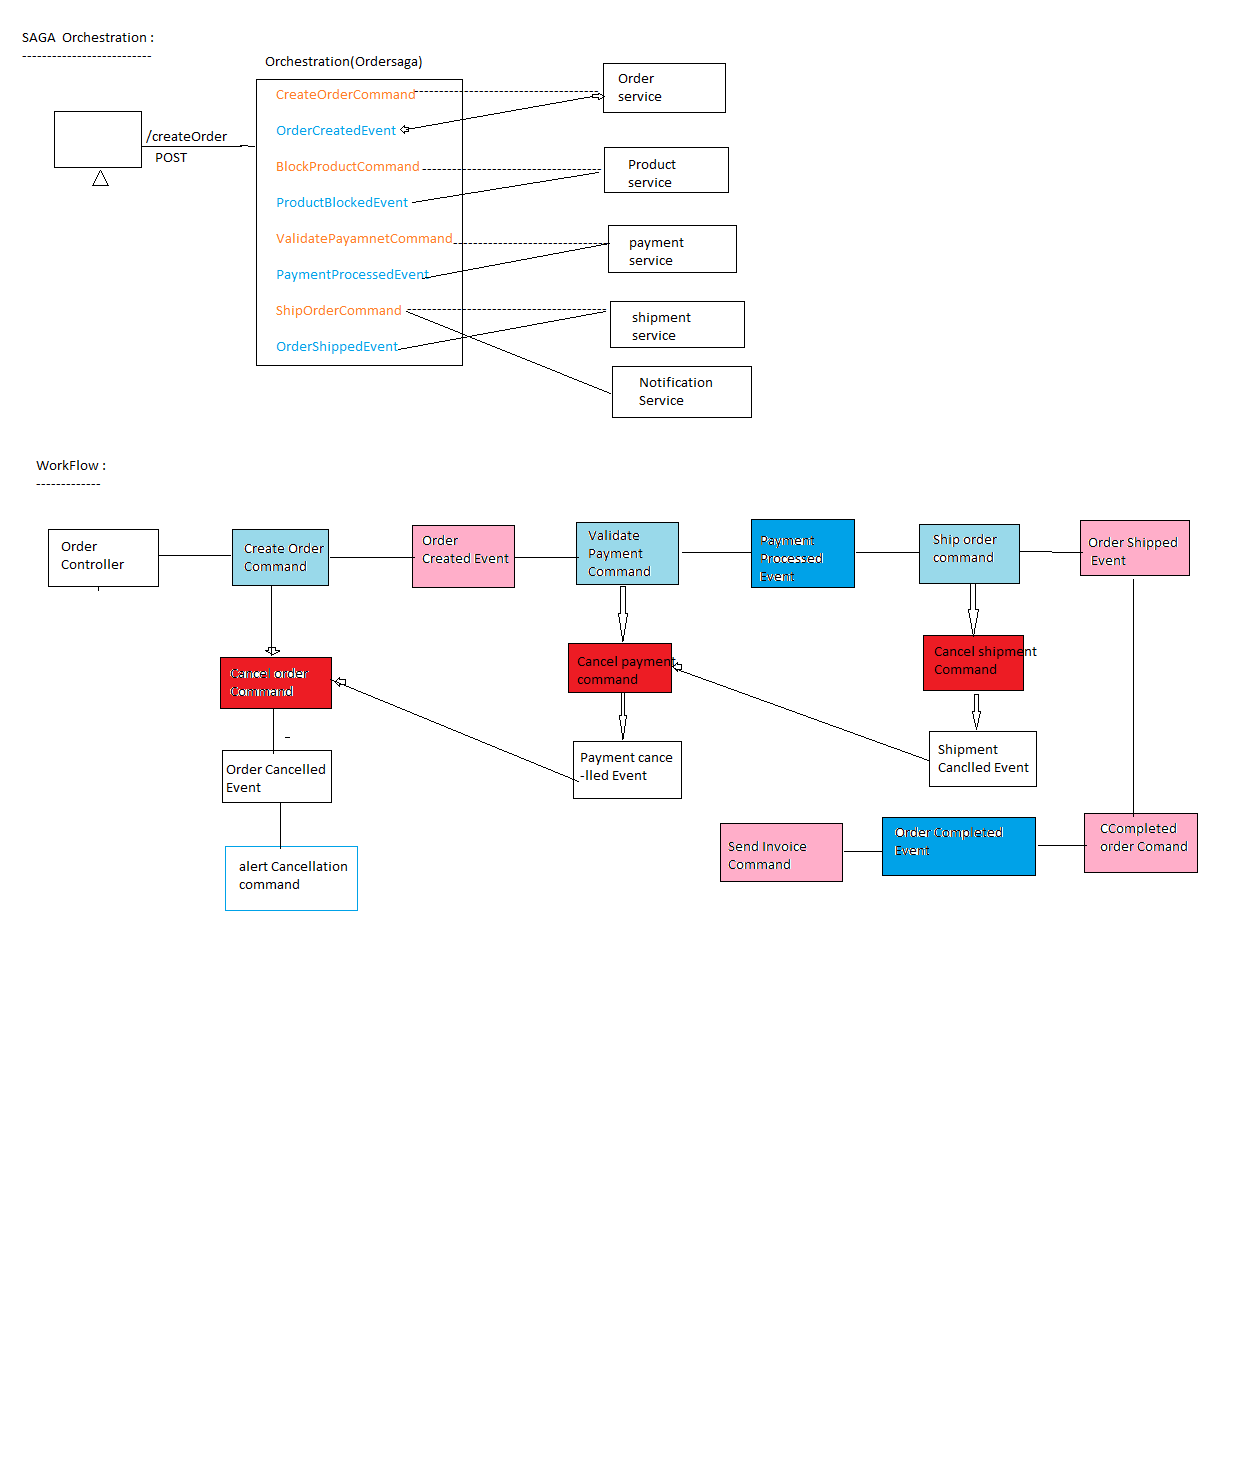 SAGA  Orchestration :
--------------------------
Orchestration(Ordersaga)
CreateOrderCommand
OrderCreatedEvent
BlockProductCommand
ProductBlockedEvent
ValidatePayamnetCommand
PaymentProcessedEvent
ShipOrderCommand
OrderShippedEvent
/createOrder
POST
Order
service
Product
service
payment
service
shipment
service
Notification
Service
WorkFlow :
-------------
Order
Controller
Create Order
Command
Order
Created Event
Validate
Payment
Command
Payment
Processed
Event
Ship order
command
Order Shipped
Event
Cancel order
Command
Cancel payment
command
Cancel shipment
Command
Order Cancelled
Event
Payment cance
-lled Event
Shipment
Canclled Event
alert Cancellation
command
Send Invoice
Command
Order Completed
Event
CCompleted
order Comand